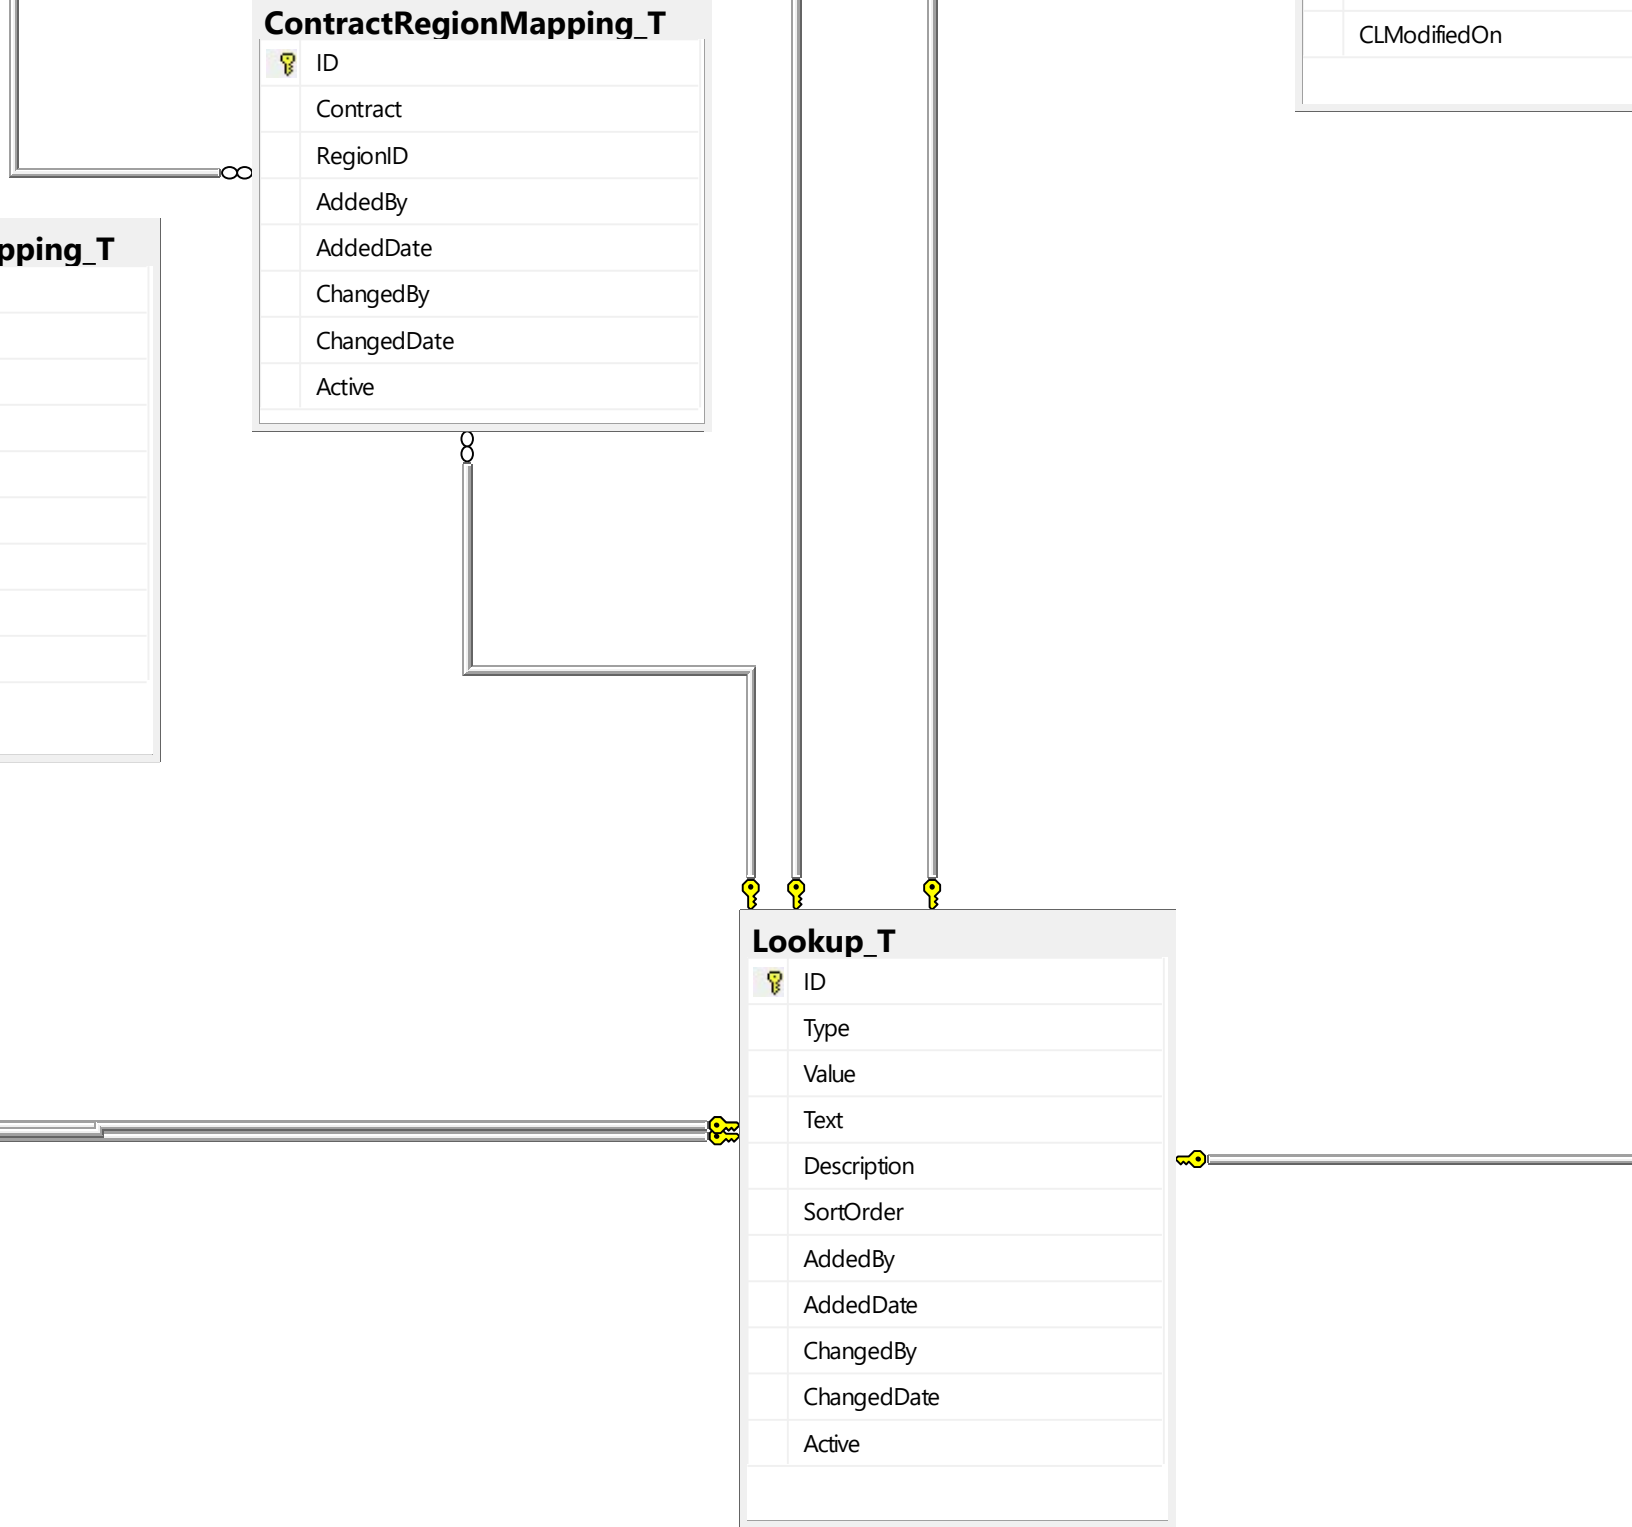 ContractRegionMapping_T
ID
Contract
RegionID
AddedBy
AddedDate
ChangedBy
ChangedDate
Active
CLModifiedOn
pping_T
Lookup_T
ID
Type
Value
Text
Description
SortOrder
AddedBy
AddedDate
ChangedBy
ChangedDate
Active